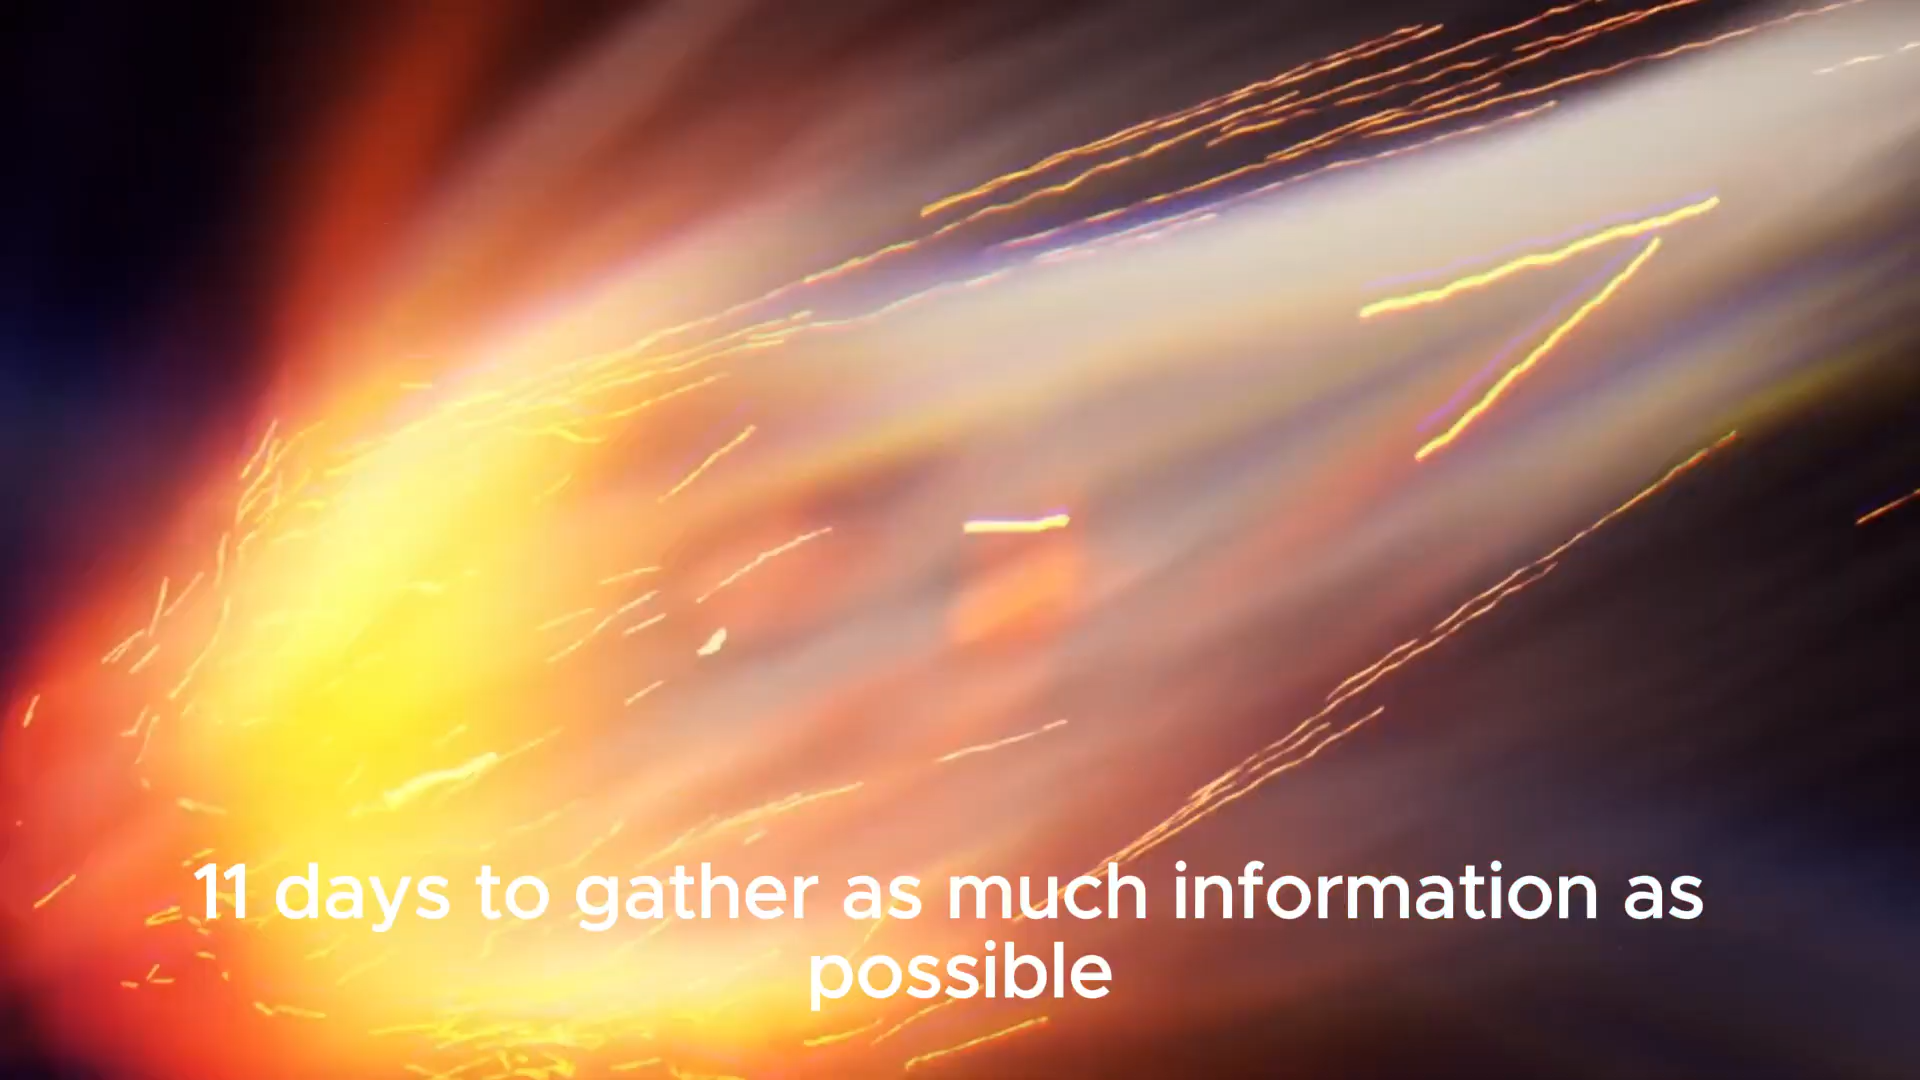 11 days to gather as much information as
possible